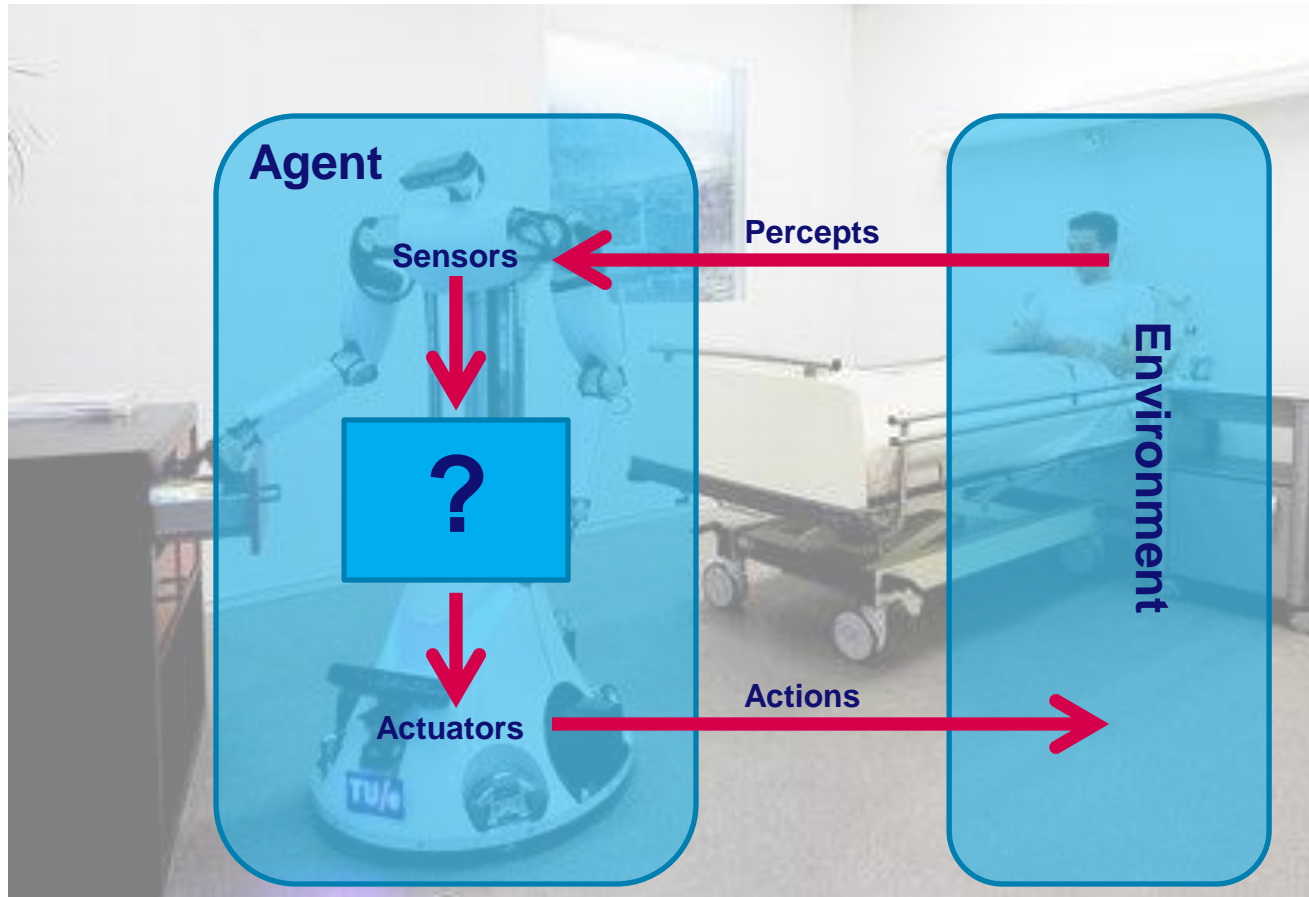 Agent
Percepts
Sensors
Environment
?
Actions
Actuators
TU/e